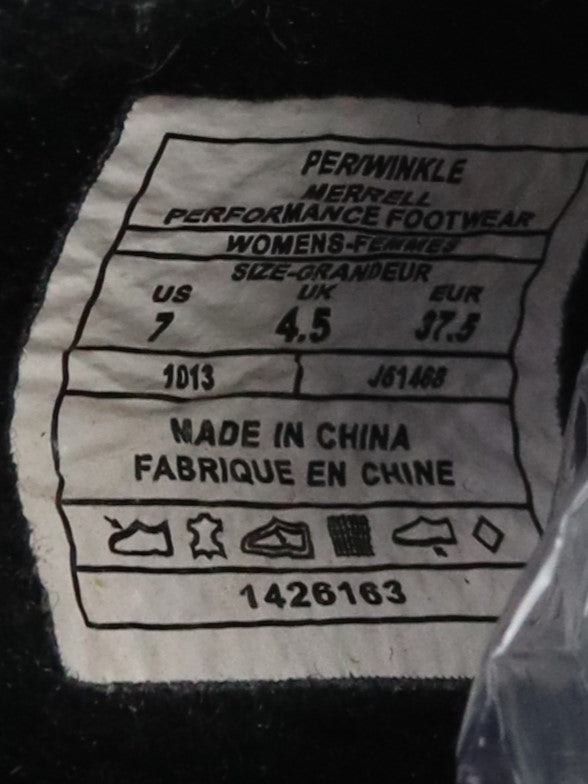 PERIWINKLE
MERRELL
PERFORMANCE FOOTWEAR
WOMENS-FEMMES
SIZE-GRANDEUR
US UK EUR
7 4.5 37.5
1013 J61468
MADE IN CHINA
FABRIQUE EN CHINE
1426163